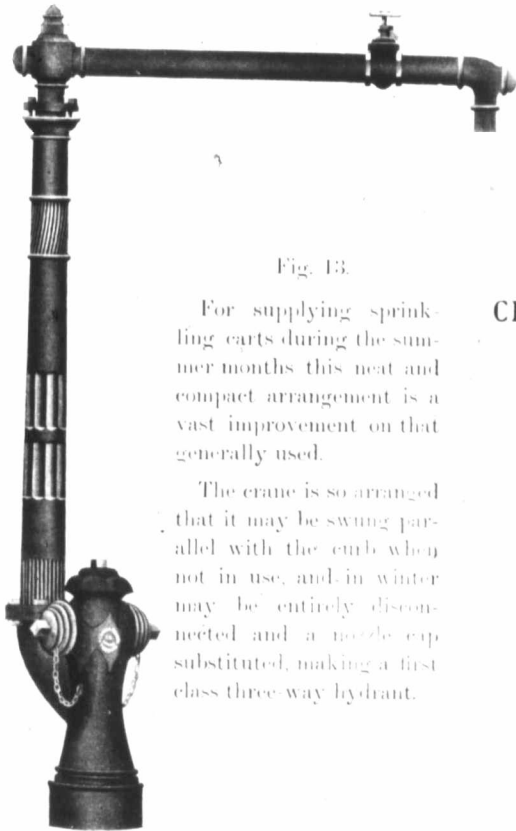 Fig. 13.
For supplying sprink-
ling carts during the sum-
mer months this neat and
compact arrangement is a
vast improvement on that
generally used.
The crane is so arranged
that it may be swung par-
allel with the curb when
not in use, and in winter
may be entirely discon-
nected and a nozzle cap
substituted, making a first
class three-way hydrant.